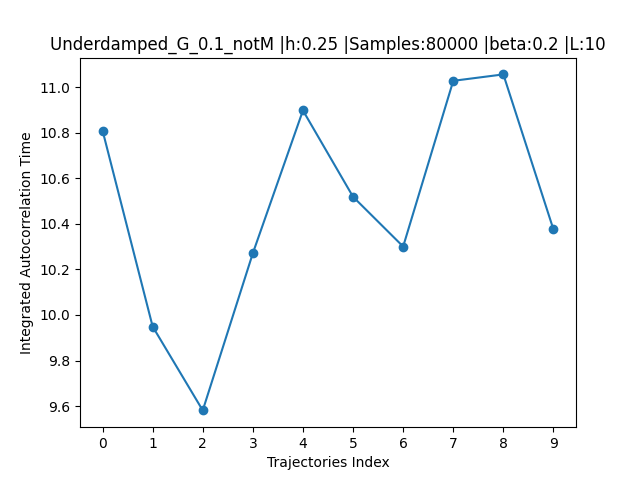 Underdamped_G_0.1_notM |h:0.25 |Samples:80000 |beta:0.2 |L:10
Integrated Autocorrelation Time
11.0
10.8
10.6
10.4
10.2
10.0
9.8
9.6
0 1 2 3 4 5 6 7 8 9
Trajectories Index